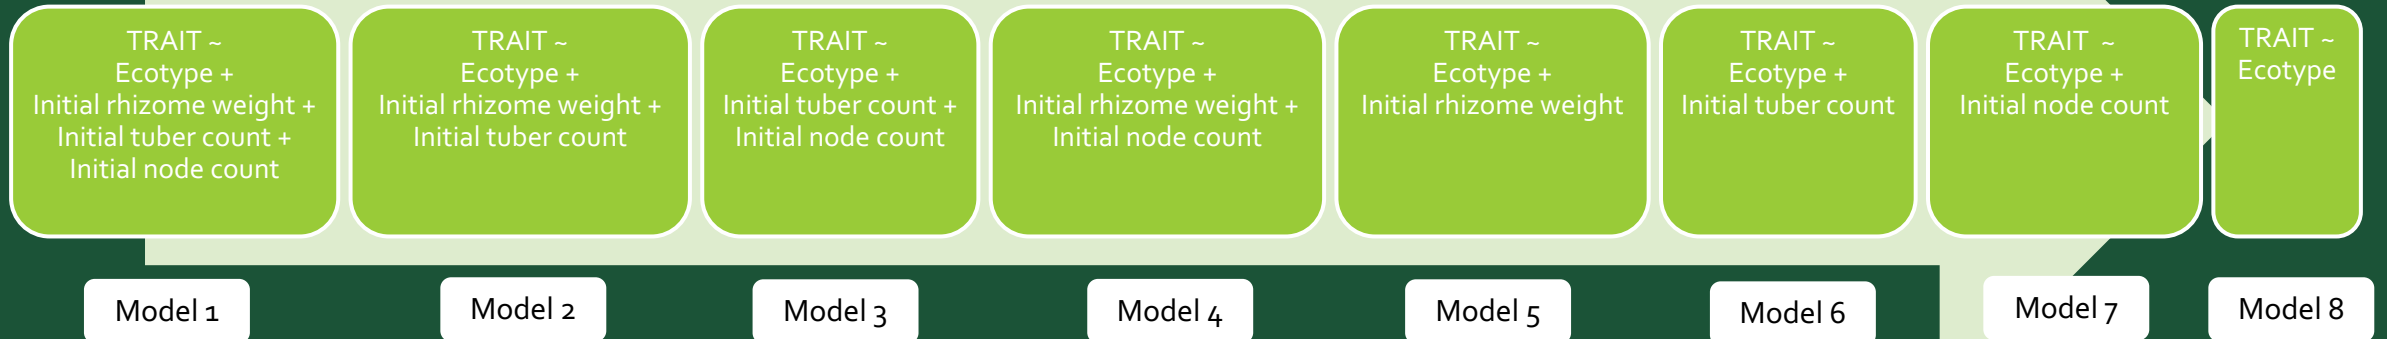 TRAIT ~
Ecotype +
Initial rhizome weight +
Initial tuber count +
Initial node count
TRAIT ~
Ecotype +
Initial rhizome weight +
Initial tuber count
TRAIT ~
Ecotype +
Initial tuber count +
Initial node count
TRAIT ~
Ecotype +
Initial rhizome weight +
Initial node count
TRAIT ~
Ecotype +
Initial rhizome weight
TRAIT ~
Ecotype +
Initial tuber count
TRAIT ~
Ecotype +
Initial node count
TRAIT ~
Ecotype
Model 1
Model 2
Model 3
Model 4
Model 5
Model 6
Model 7
Model 8